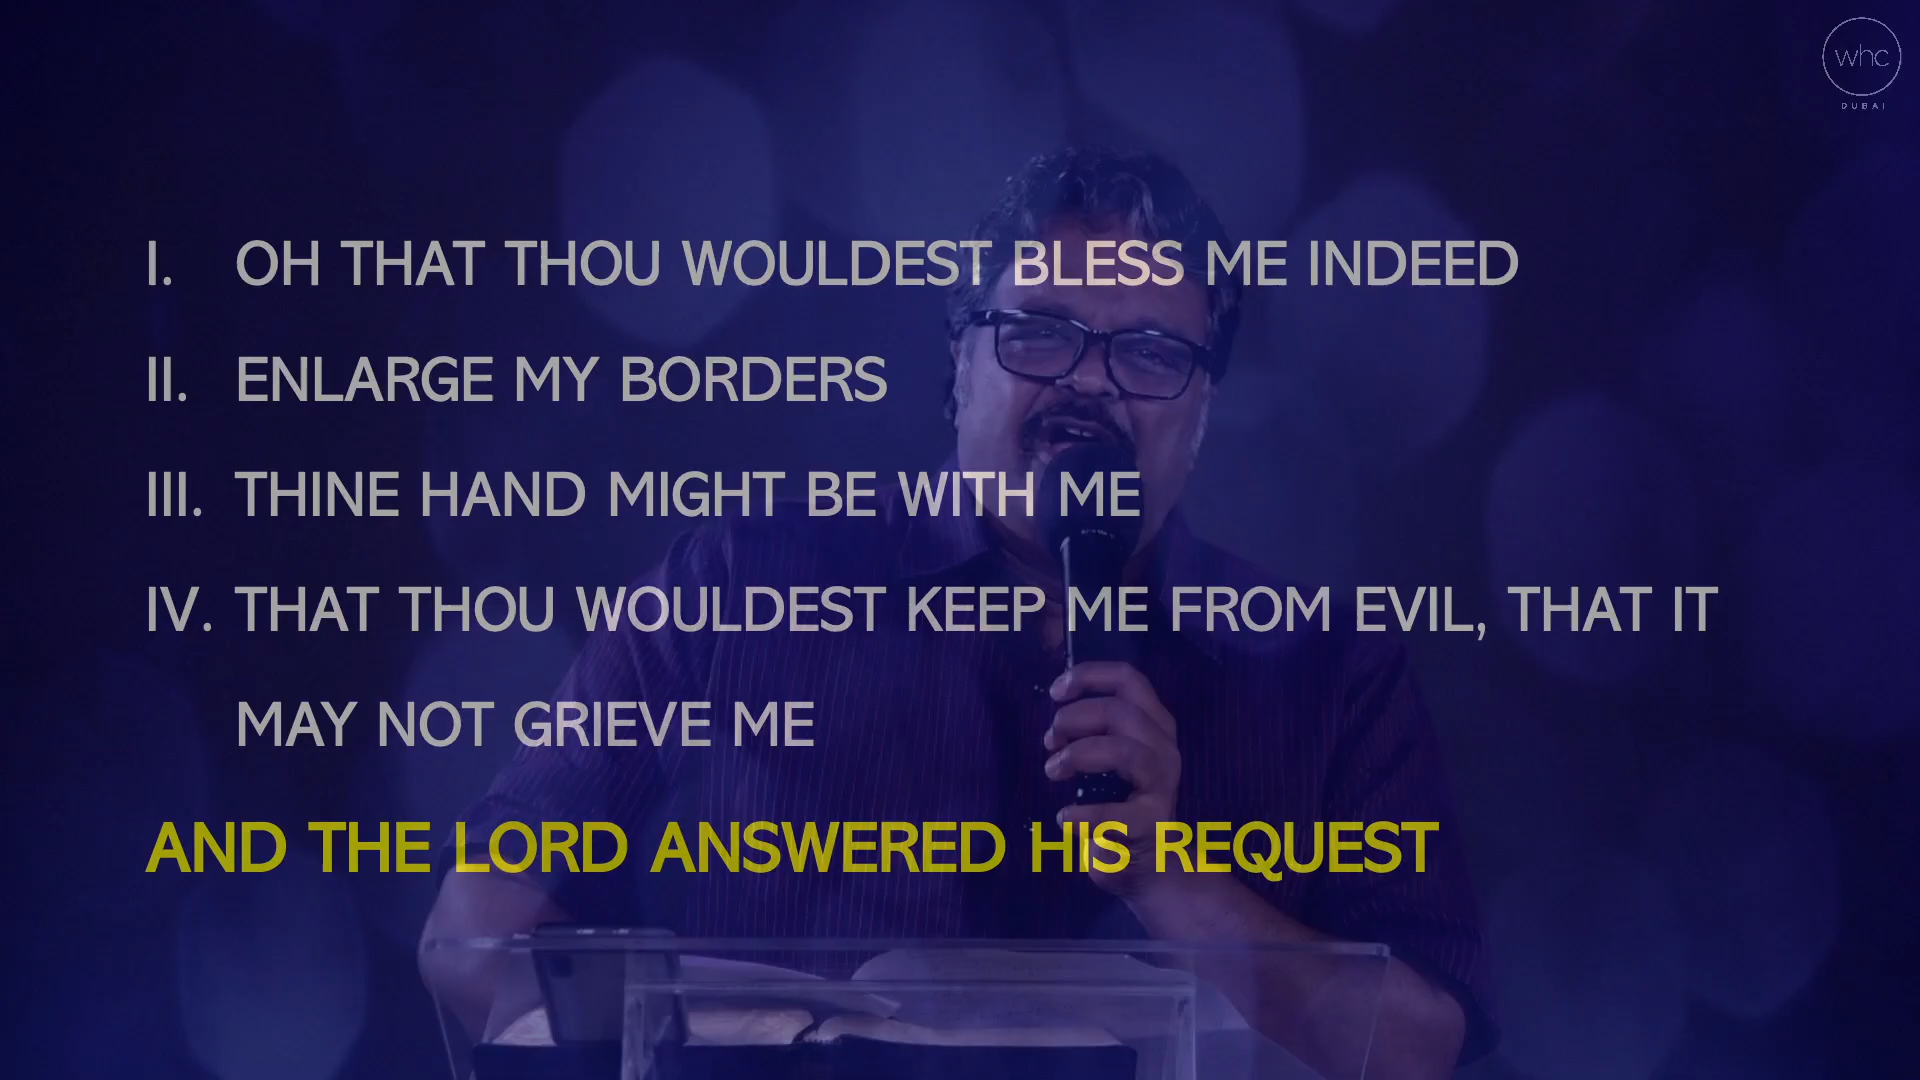 whc
DUBAI
I. OH THAT THOU WOULDEST BLESS ME INDEED
II. ENLARGE MY BORDERS
III. THINE HAND MIGHT BE WITH ME
IV. THAT THOU WOULDEST KEEP ME FROM EVIL, THAT IT
MAY NOT GRIEVE ME
AND THE LORD ANSWERED HIS REQUEST